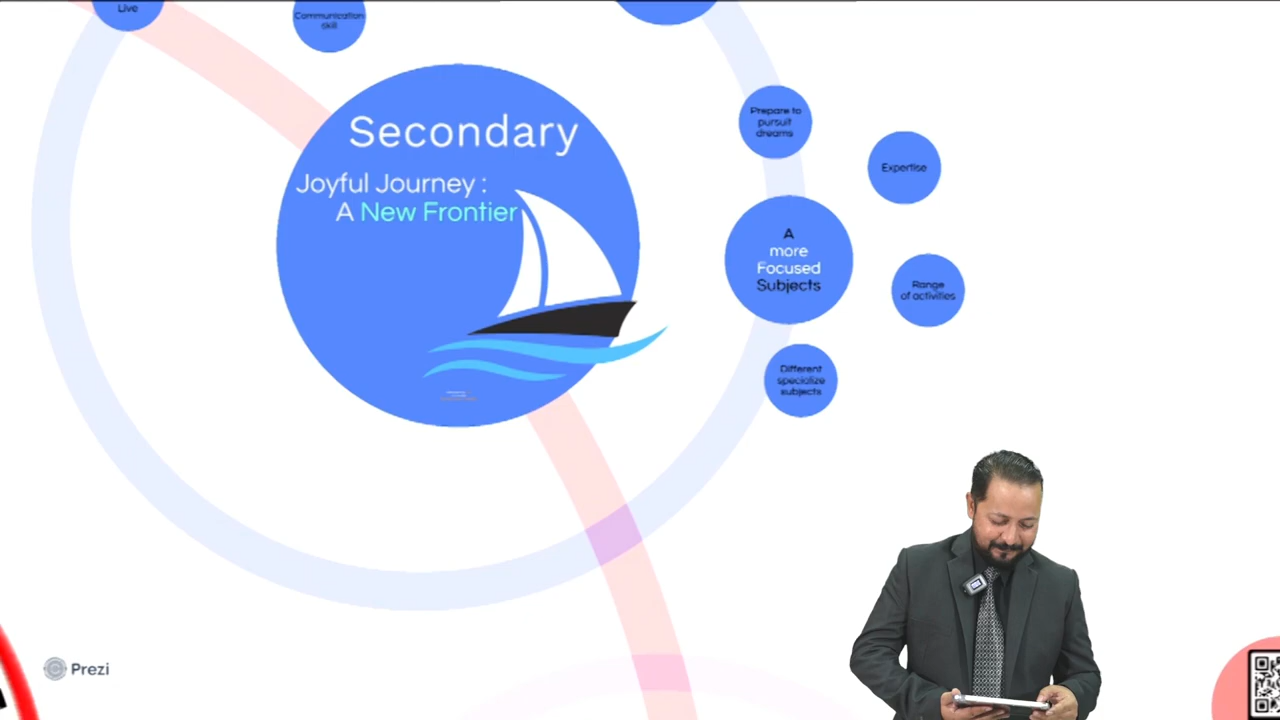 Live
Communication
skill
Secondary
Joyful Journey :
A New Frontier
Prepare to
pursuit
dreams
Expertise
A
more
Focused
Subjects
Range
of activities
Different
specialize
subjects
Prezi